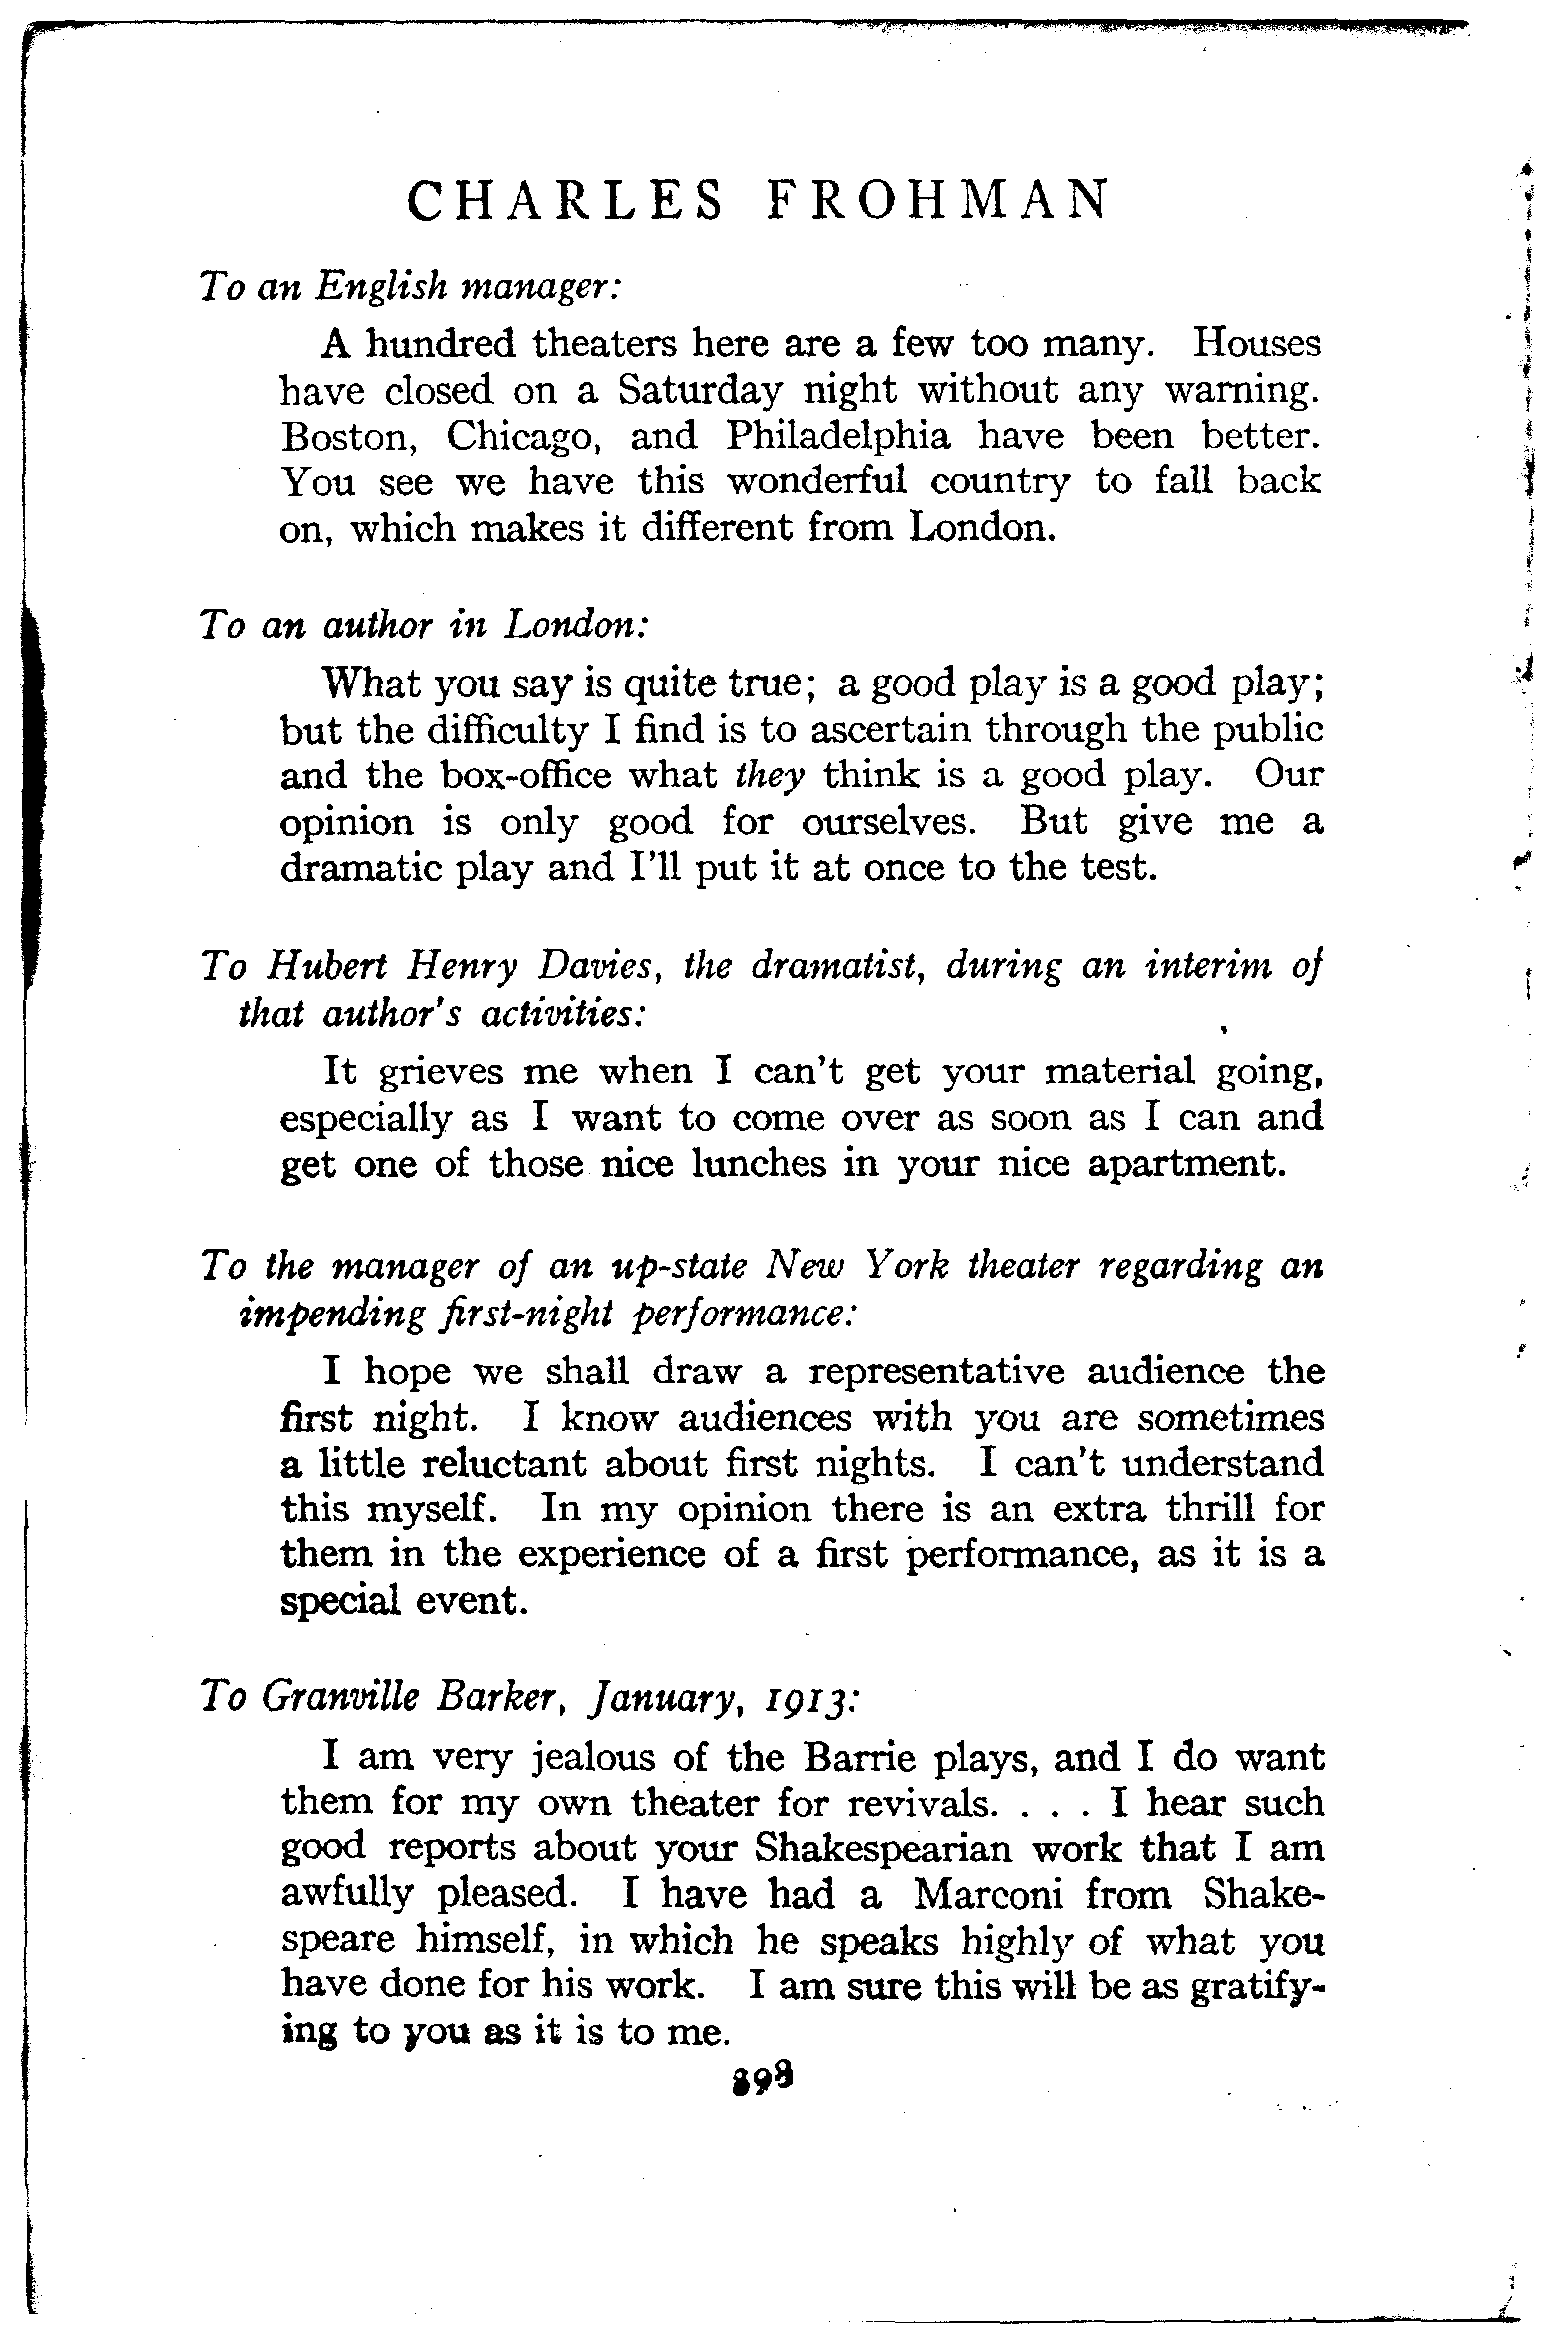 CHARLES FROHMAN
To an English manager:
A hundred theaters here are a few too many. Houses
have closed on a Saturday night without any warning.
Boston, Chicago, and Philadelphia have been better.
You see we have this wonderful country to fall back
on, which makes it different from London.
To an author in London:
What you say is quite true; a good play is a good play;
but the difficulty I find is to ascertain through the public
and the box-office what they think is a good play. Our
opinion is only good for ourselves. But give me a
dramatic play and I'll put it at once to the test.
To Hubert Henry Davies, the dramatist, during an interim of
that author's activities:
It grieves me when I can't get your material going,
especially as I want to come over as soon as I can and
get one of those nice lunches in your nice apartment.
To the manager of an up-state New York theater regarding an
impending first-night performance:
I hope we shall draw a representative audience the
first night. I know audiences with you are sometimes
a little reluctant about first nights. I can't understand
this myself. In my opinion there is an extra thrill for
them in the experience of a first performance, as it is a
special event.
To Granville Barker, January, 1913:
I am very jealous of the Barrie plays, and I do want
them for my own theater for revivals. . . . I hear such
good reports about your Shakespearian work that I am
awfully pleased. I have had a Marconi from Shake-
speare himself, in which he speaks highly of what you
have done for his work. I am sure this will be as gratify-
ing to you as it is to me.